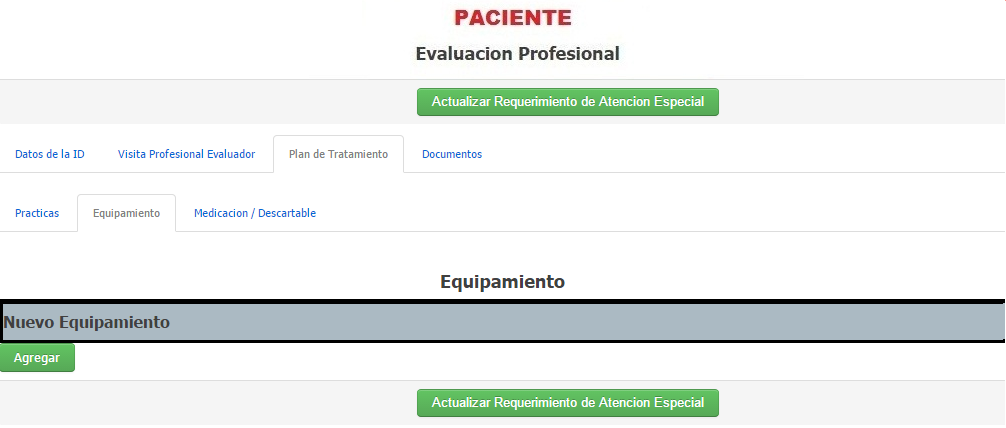 PACIENTE
Evaluacion Profesional
Actualizar Requerimiento de Atencion Especial
Datos de la ID Visita Profesional Evaluador Plan de Tratamiento Documentos
Practicas Equipamiento Medicacion / Descartable
Equipamiento
Nuevo Equipamiento
Agregar
Actualizar Requerimiento de Atencion Especial